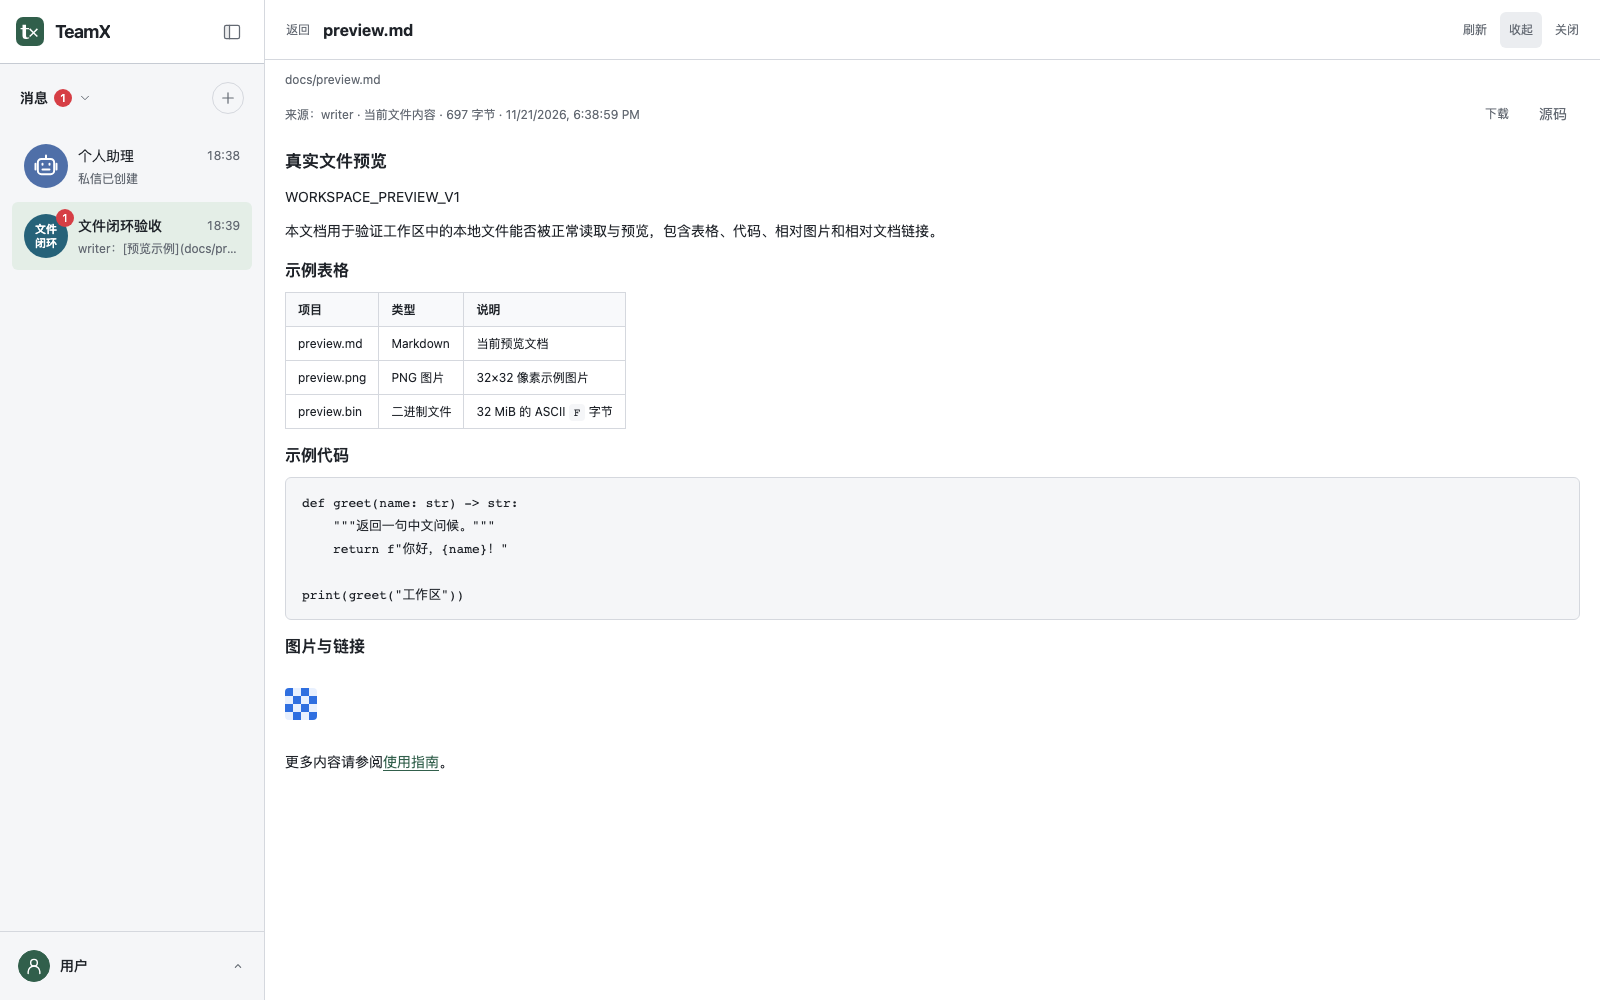 tx TeamX
消息 1
个人助理 18:38
私信已创建
文件闭环 1
文件闭环验收 18:39
writer：[预览示例](docs/pr...
用户
返回 preview.md
刷新 收起 关闭
docs/preview.md
来源：writer · 当前文件内容 · 697 字节 · 11/21/2026, 6:38:59 PM
下载 源码
真实文件预览
WORKSPACE_PREVIEW_V1
本文档用于验证工作区中的本地文件能否被正常读取与预览，包含表格、代码、相对图片和相对文档链接。
示例表格
项目 类型 说明
preview.md Markdown 当前预览文档
preview.png PNG 图片 32×32 像素示例图片
preview.bin 二进制文件 32 MiB 的 ASCII F 字节
示例代码
def greet(name: str) -> str:
    """返回一句中文问候。"""
    return f"你好，{name}！"
print(greet("工作区"))
图片与链接
更多内容请参阅使用指南。